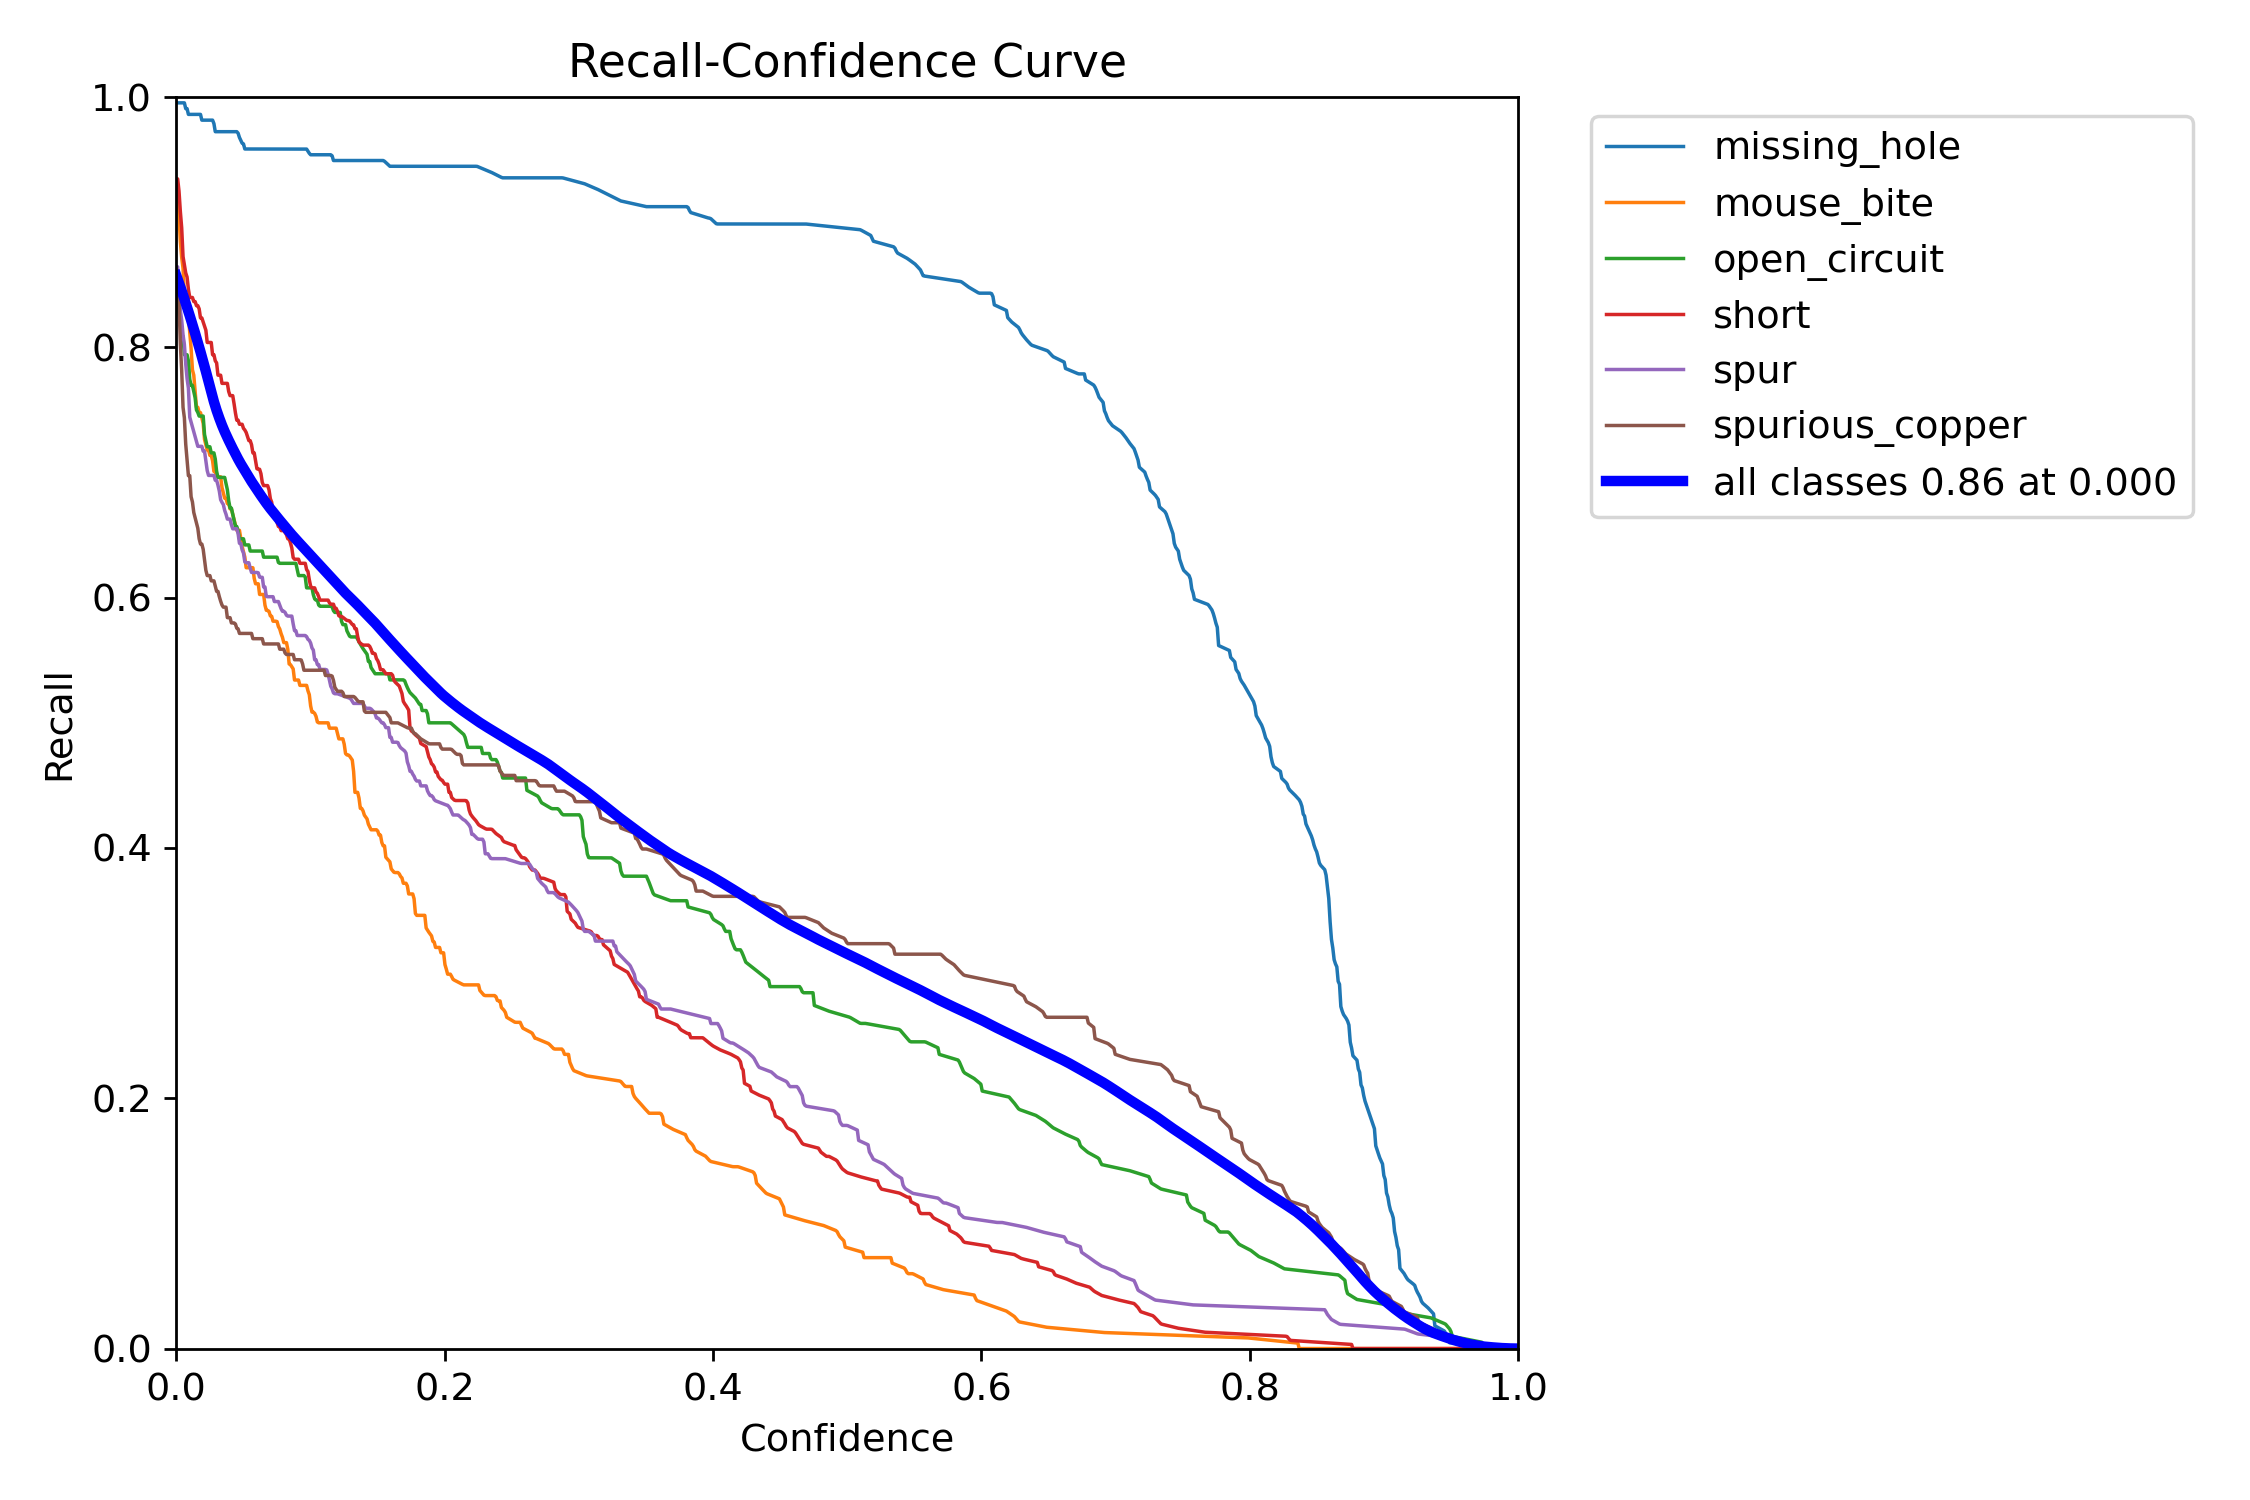 Recall-Confidence Curve
1.0
0.8
0.6
0.4
0.2
0.0
Recall
0.0 0.2 0.4 0.6 0.8 1.0
Confidence
missing_hole
mouse_bite
open_circuit
short
spur
spurious_copper
all classes 0.86 at 0.000